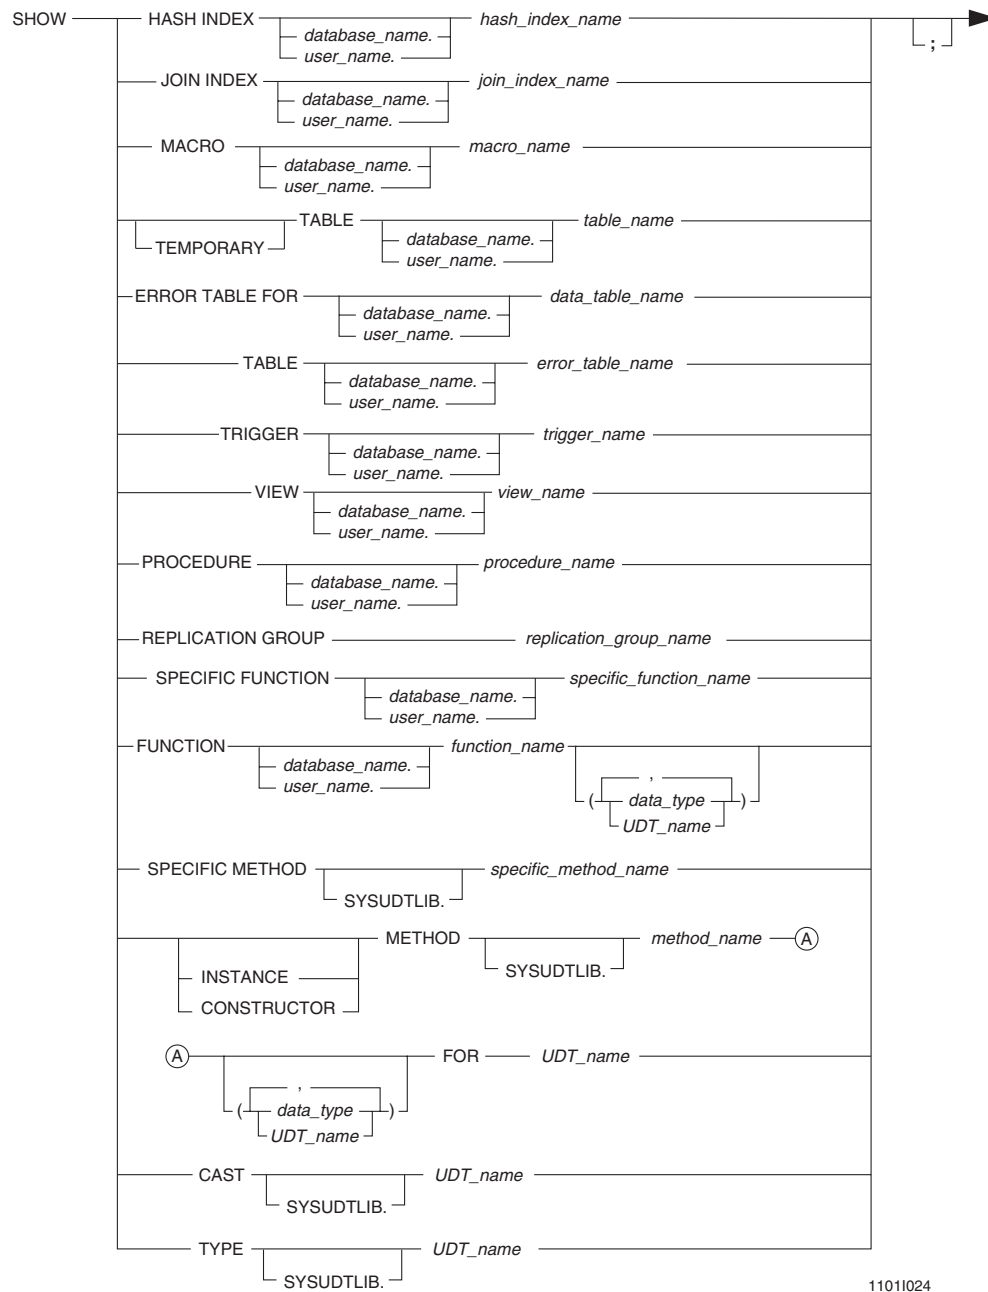 SHOW HASH INDEX hash_index_name
database_name.
user_name.
;
JOIN INDEX join_index_name
database_name.
user_name.
MACRO macro_name
database_name.
user_name.
TABLE table_name
TEMPORARY database_name.
user_name.
ERROR TABLE FOR data_table_name
database_name.
user_name.
TABLE error_table_name
database_name.
user_name.
TRIGGER trigger_name
database_name.
user_name.
VIEW view_name
database_name.
user_name.
PROCEDURE procedure_name
database_name.
user_name.
REPLICATION GROUP replication_group_name
SPECIFIC FUNCTION specific_function_name
database_name.
user_name.
FUNCTION function_name
database_name.
user_name.
,
( data_type )
UDT_name
SPECIFIC METHOD specific_method_name
SYSUDTLIB.
METHOD method_name A
INSTANCE SYSUDTLIB.
CONSTRUCTOR
A FOR UDT_name
,
( data_type )
UDT_name
CAST UDT_name
SYSUDTLIB.
TYPE UDT_name
SYSUDTLIB.
1101I024